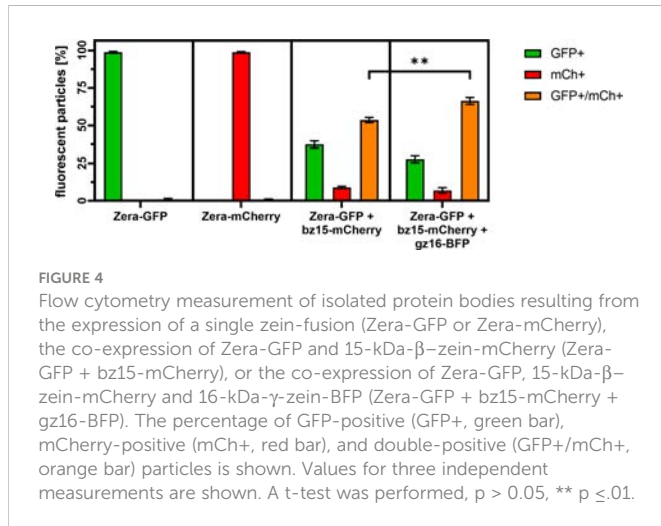 fluorescent particles [%]
100
75
50
25
0
**
GFP+
mCh+
GFP+/mCh+
Zera-GFP
Zera-mCherry
Zera-GFP +
bz15-mCherry
Zera-GFP +
bz15-mCherry +
gz16-BFP
FIGURE 4
Flow cytometry measurement of isolated protein bodies resulting from
the expression of a single zein-fusion (Zera-GFP or Zera-mCherry),
the co-expression of Zera-GFP and 15-kDa-β–zein-mCherry (Zera-
GFP + bz15-mCherry), or the co-expression of Zera-GFP, 15-kDa-β–
zein-mCherry and 16-kDa-γ-zein-BFP (Zera-GFP + bz15-mCherry +
gz16-BFP). The percentage of GFP-positive (GFP+, green bar),
mCherry-positive (mCh+, red bar), and double-positive (GFP+/mCh+,
orange bar) particles is shown. Values for three independent
measurements are shown. A t-test was performed, p > 0.05, ** p ≤.01.